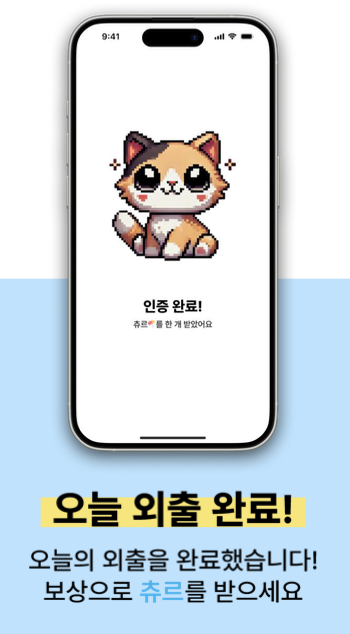 9:41
인증 완료!
츄르🍖를 한 개 받았어요
오늘 외출 완료!
오늘의 외출을 완료했습니다!
보상으로 츄르를 받으세요